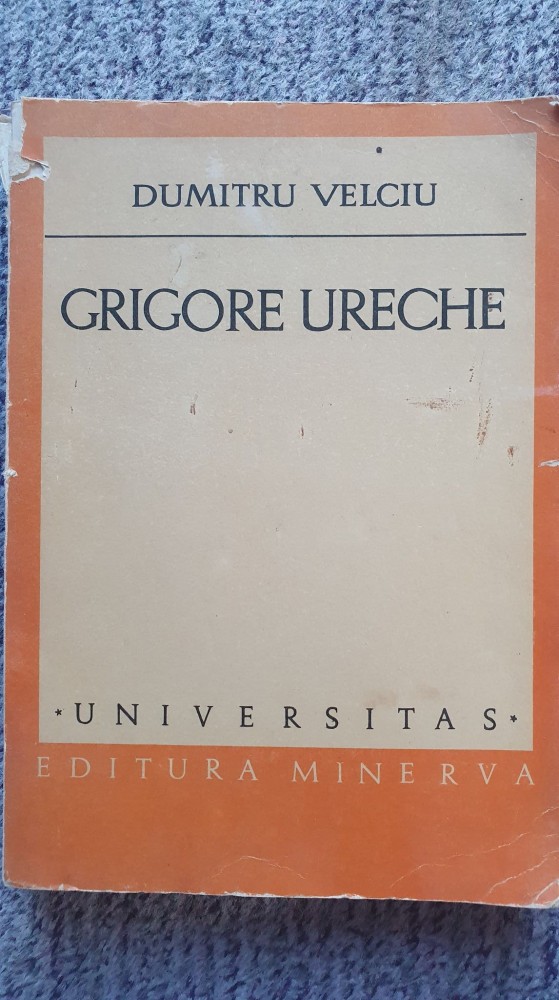 DUMITRU VELCIU
GRIGORE URECHE
*UNIVERSITAS*
EDITURA MINERVA